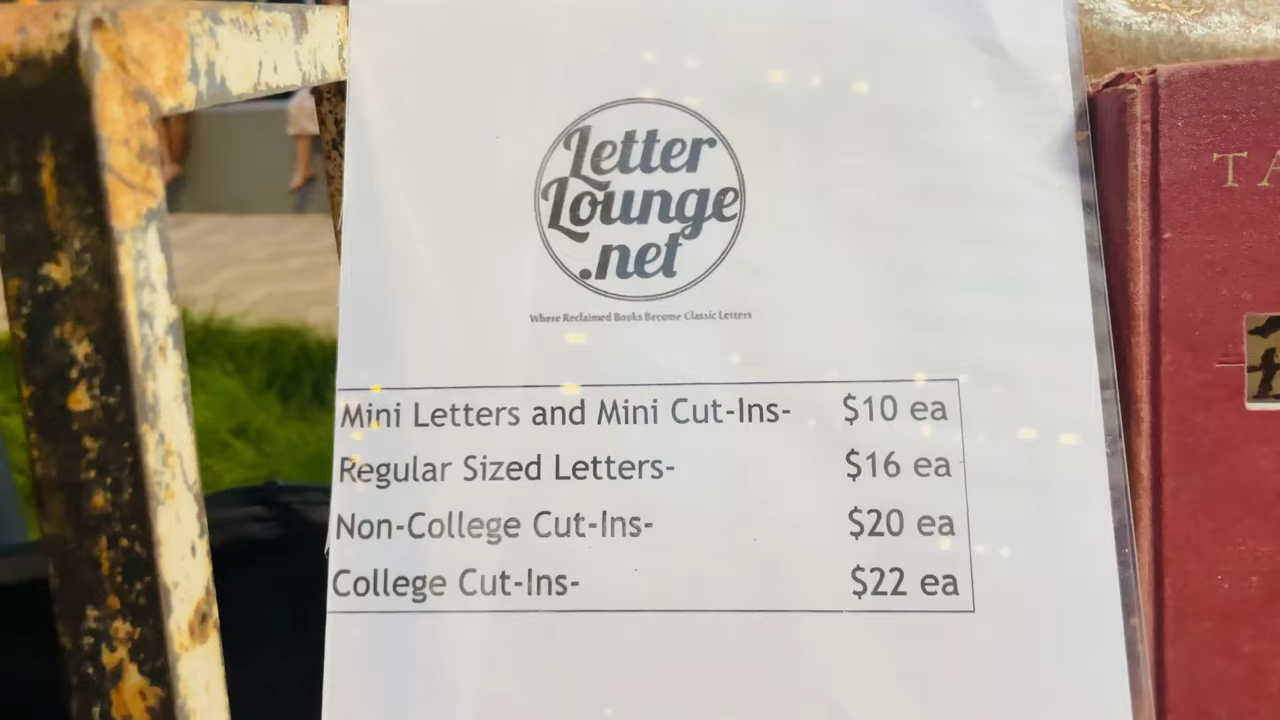 Letter
Lounge
.net
Where Reclaimed Books Become Classic Letters
Mini Letters and Mini Cut-Ins- $10 ea
Regular Sized Letters- $16 ea
Non-College Cut-Ins- $20 ea
College Cut-Ins- $22 ea
TA